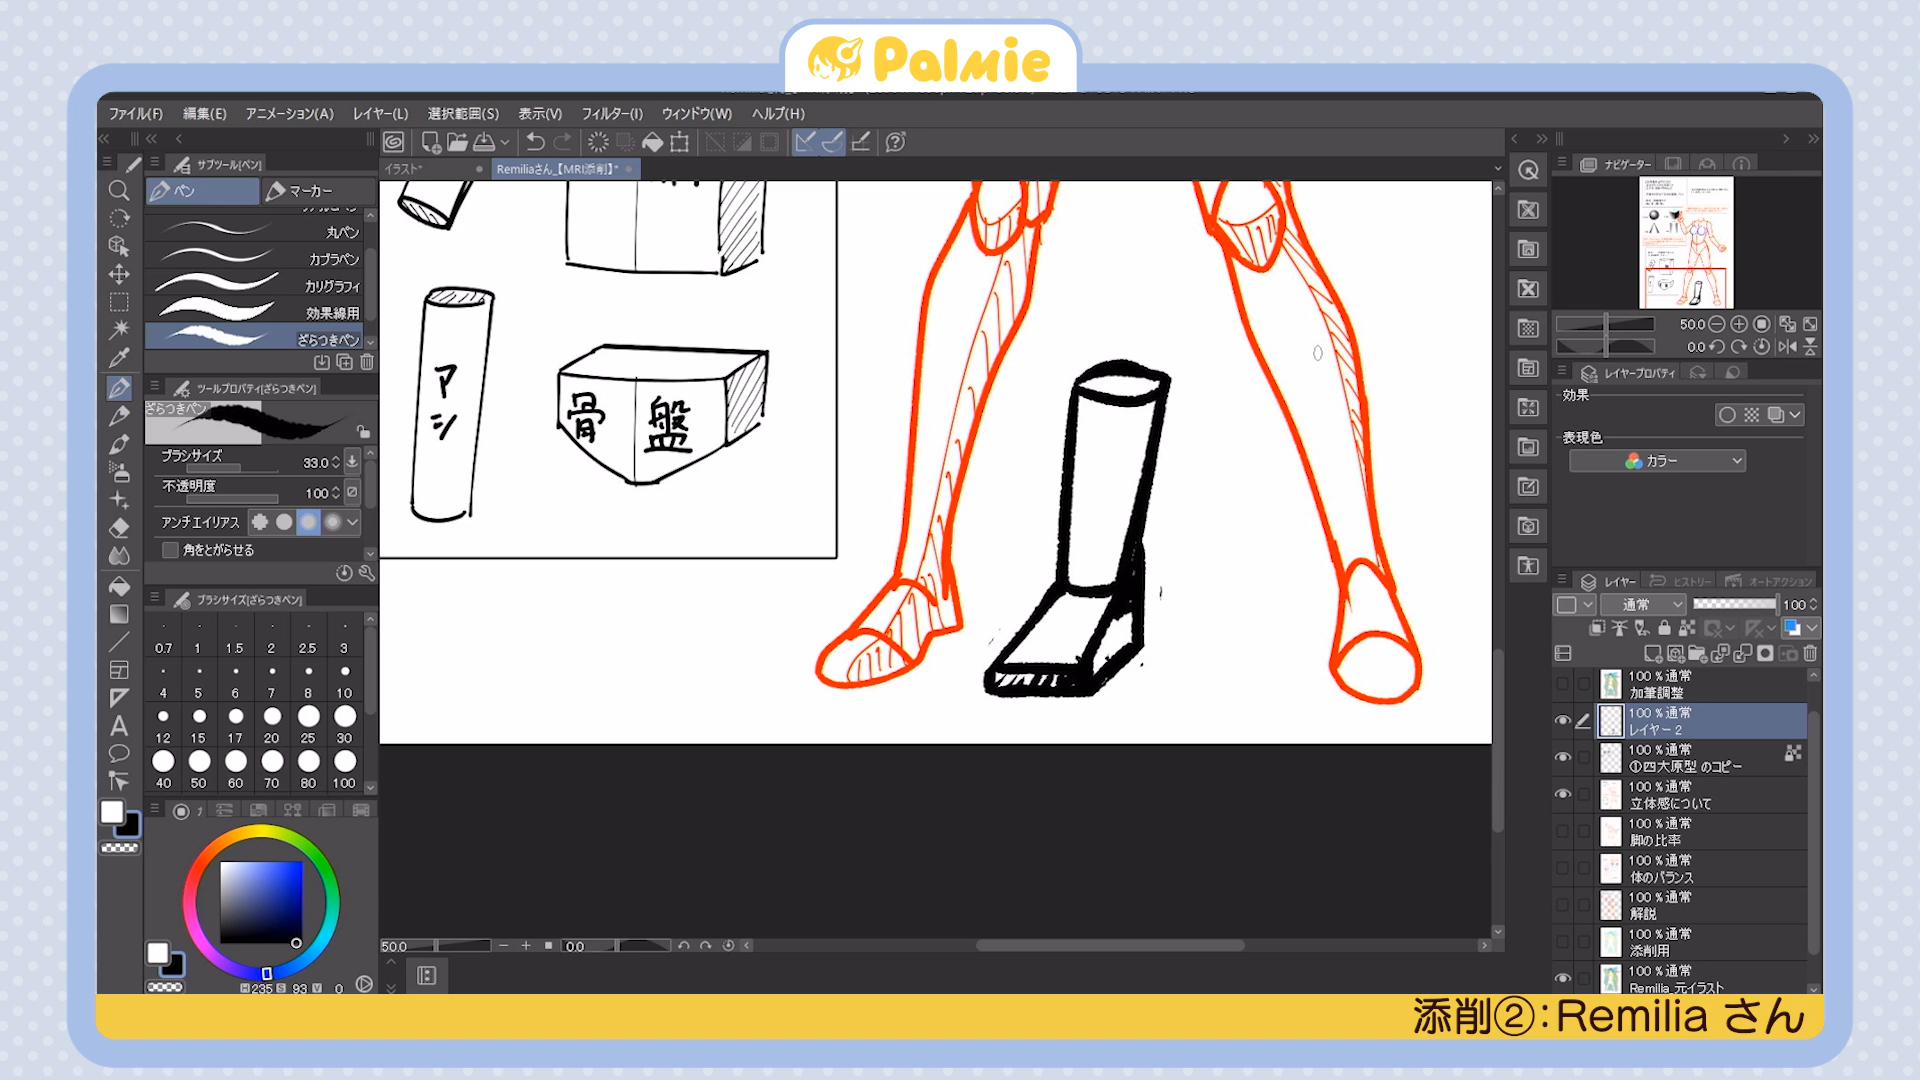 Palmie
ファイル(F) 編集(E) アニメーション(A) レイヤー(L) 選択範囲(S) 表示(V) フィルター(I) ウィンドウ(W) ヘルプ(H)
サブツール[ペン]
ペン
マーカー
丸ペン
カブラペン
カリグラフィ
効果線用
ざらつきペン
ツールプロパティ[ざらつきペン]
ざらつきペン
ブラシサイズ 33.0
不透明度 100
アンチエイリアス
角をとがらせる
ブラシサイズ[ざらつきペン]
0.7 1 1.5 2 2.5 3
4 5 6 7 8 10
12 15 17 20 25 30
40 50 60 70 80 100
H 235 S 93 V 0
イラスト*
Remiliaさん_【MRI添削】*
アシ
骨盤
50.0
0.0
ナビゲーター
50.0
0.0
レイヤープロパティ
効果
表現色
カラー
レイヤー ヒストリー オートアクション
通常 100
100 %通常
加筆調整
100 %通常
レイヤー 2
100 %通常
①四大原型 のコピー
100 %通常
立体感について
100 %通常
脚の比率
100 %通常
体のバランス
100 %通常
解説
100 %通常
添削用
100 %通常
Remilia_元イラスト
添削②：Remilia さん